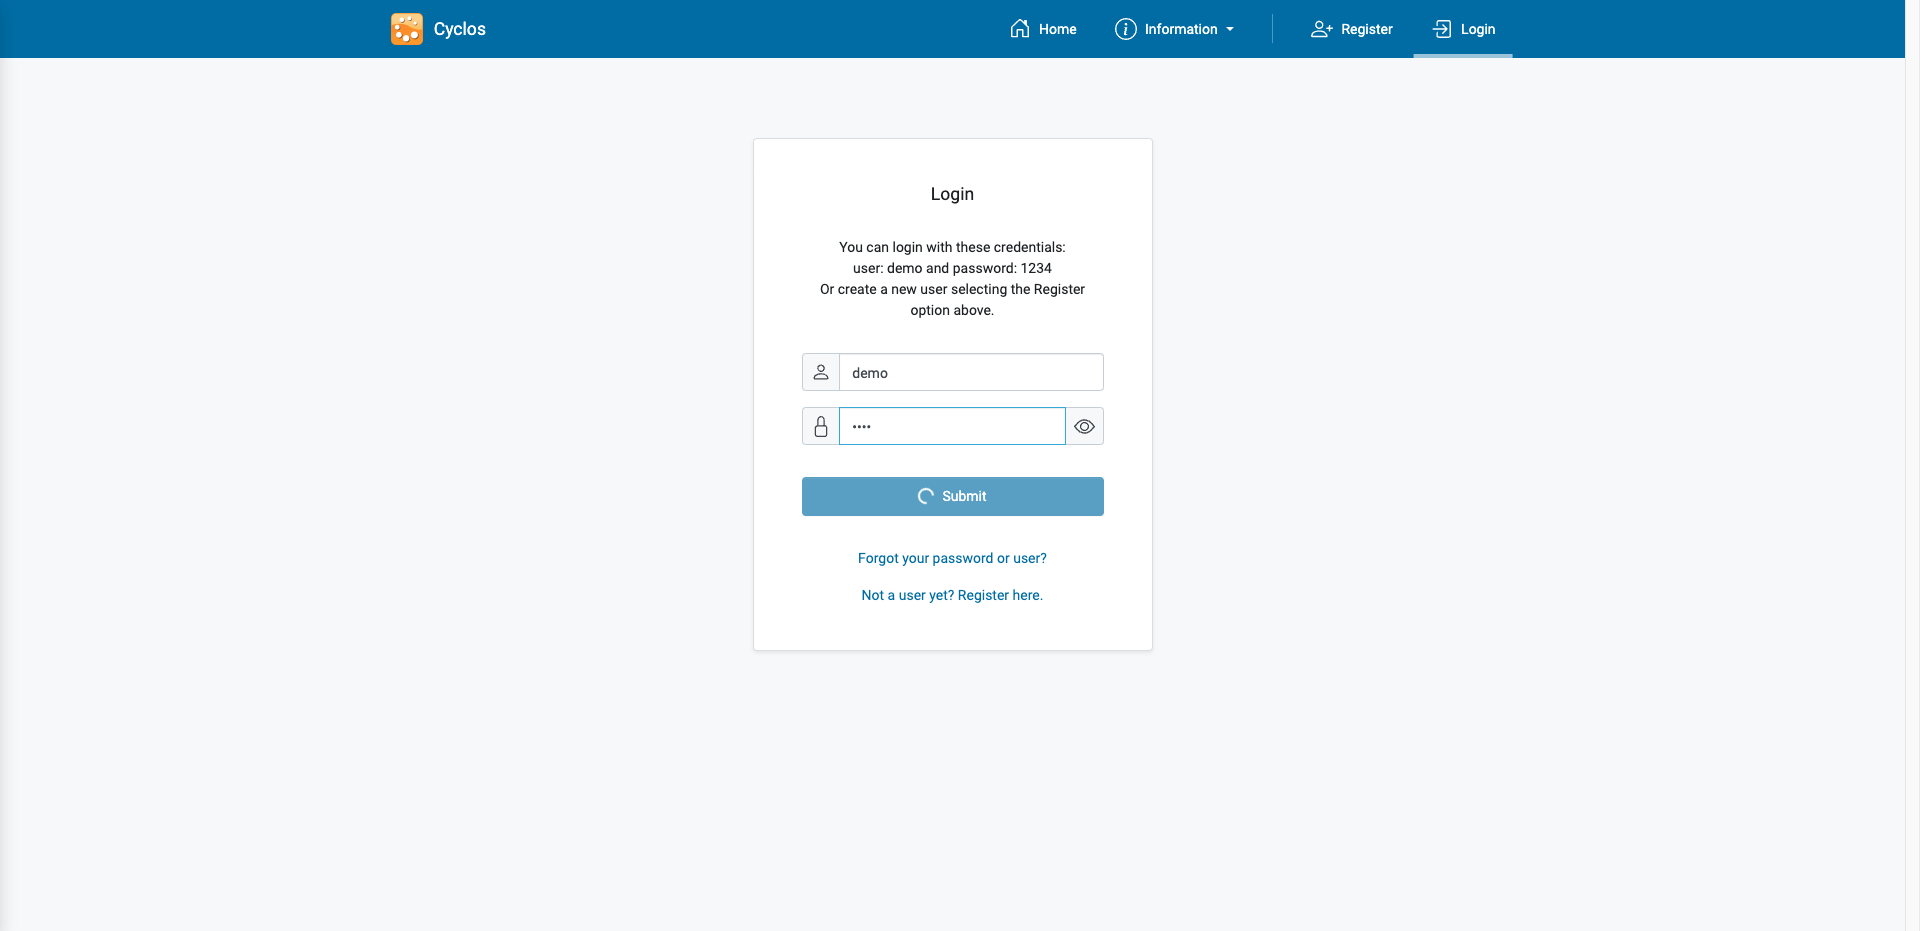 Cyclos
Home
Information
Register
Login
Login
You can login with these credentials:
user: demo and password: 1234
Or create a new user selecting the Register
option above.
demo
••••
Submit
Forgot your password or user?
Not a user yet? Register here.